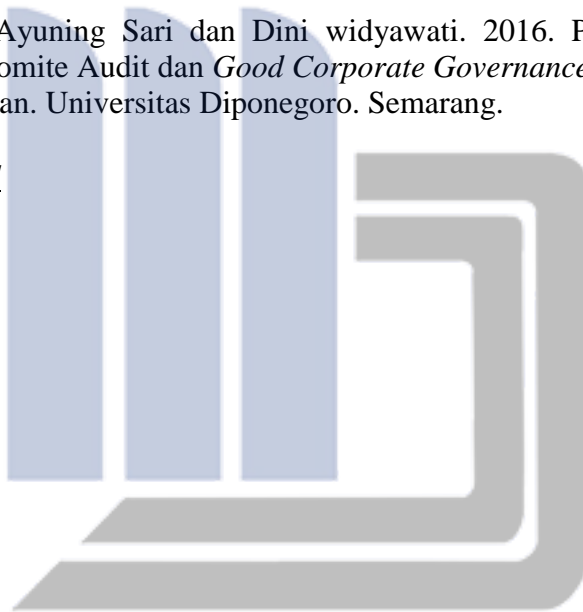 Ayuning Sari dan Dini widyawati. 2016. P
omite Audit dan Good Corporate Governance
an. Universitas Diponegoro. Semarang.